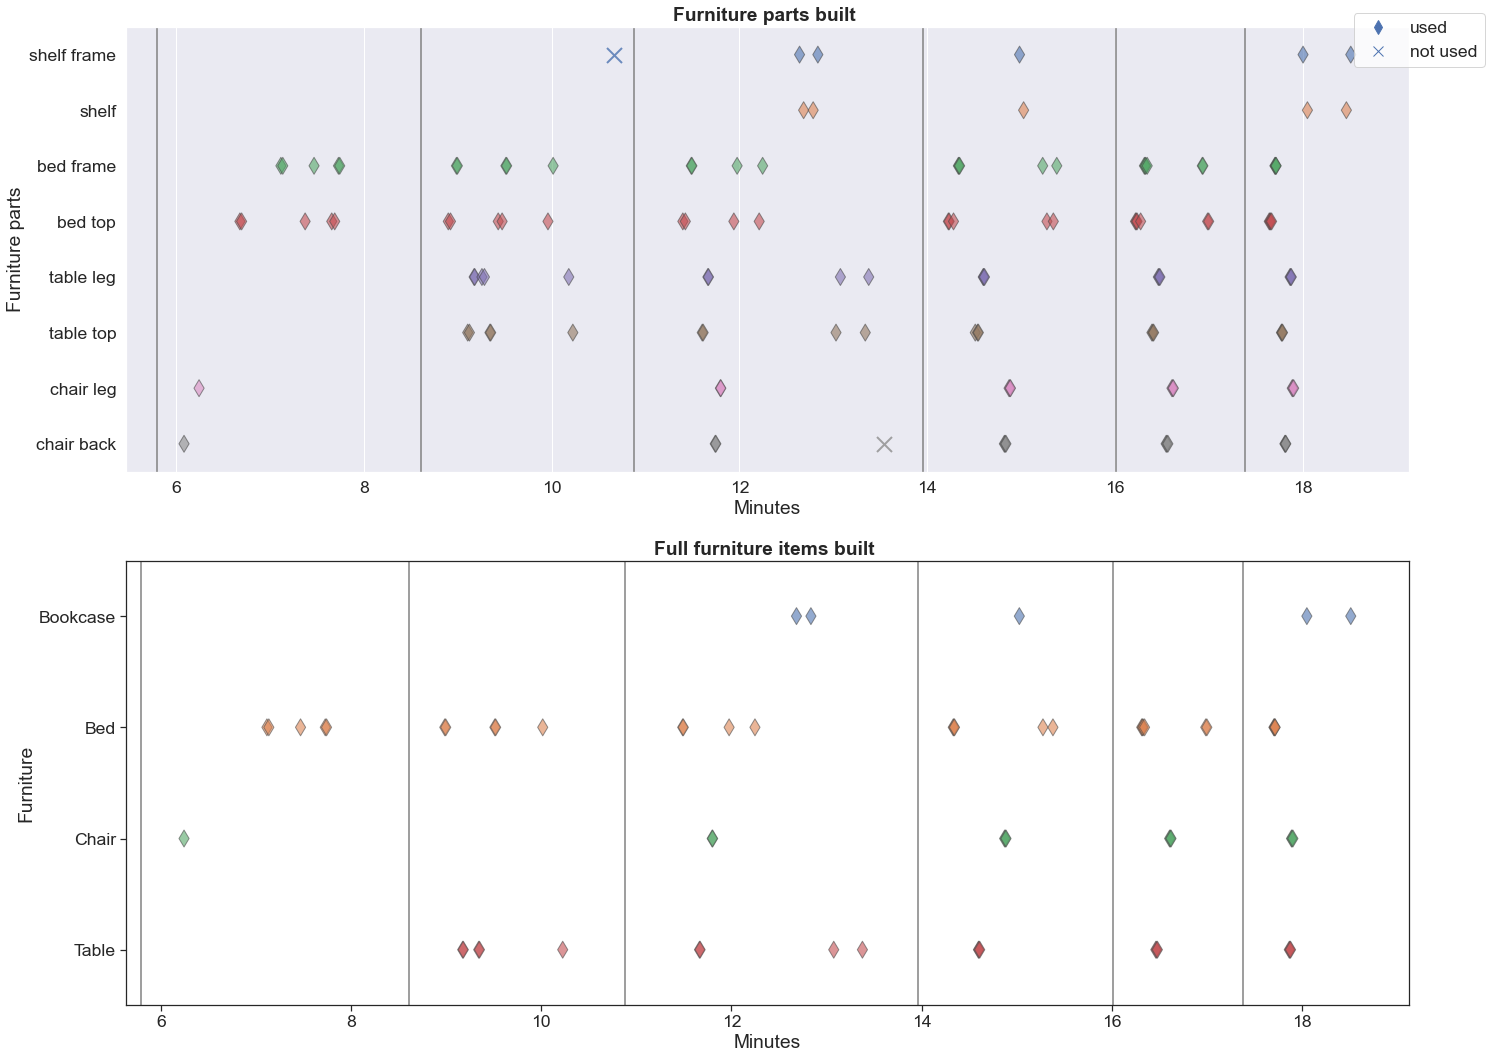 Furniture parts built
used
not used
Furniture parts
shelf frame
shelf
bed frame
bed top
table leg
table top
chair leg
chair back
6 8 10 12 14 16 18
Minutes
Full furniture items built
Furniture
Bookcase
Bed
Chair
Table
6 8 10 12 14 16 18
Minutes